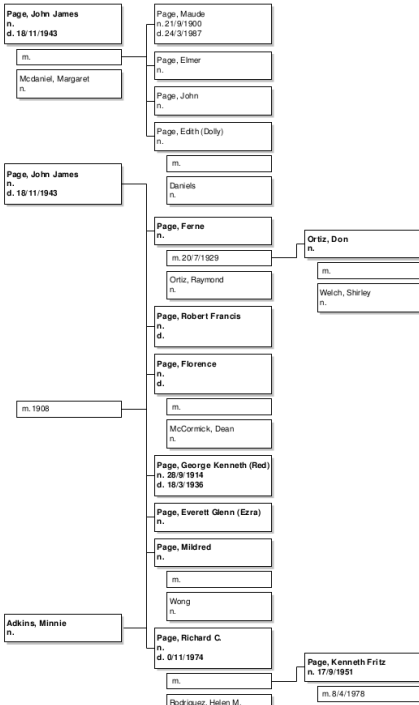 Page, John James
n.
d. 18/11/1943
m.
Mcdaniel, Margaret
n.
Page, Maude
n. 21/9/1900
d. 24/3/1987
Page, Elmer
n.
Page, John
n.
Page, Edith (Dolly)
n.
m.
Daniels
n.
Page, John James
n.
d. 18/11/1943
m. 1908
Adkins, Minnie
n.
Page, Ferne
n.
m. 20/7/1929
Ortiz, Raymond
n.
Ortiz, Don
n.
m.
Welch, Shirley
n.
Page, Robert Francis
n.
d.
Page, Florence
n.
d.
m.
McCormick, Dean
n.
Page, George Kenneth (Red)
n. 28/9/1914
d. 18/3/1936
Page, Everett Glenn (Ezra)
n.
Page, Mildred
n.
m.
Wong
n.
Page, Richard C.
n.
d. 0/11/1974
m.
Rodriguez, Helen M.
Page, Kenneth Fritz
n. 17/9/1951
m. 8/4/1978